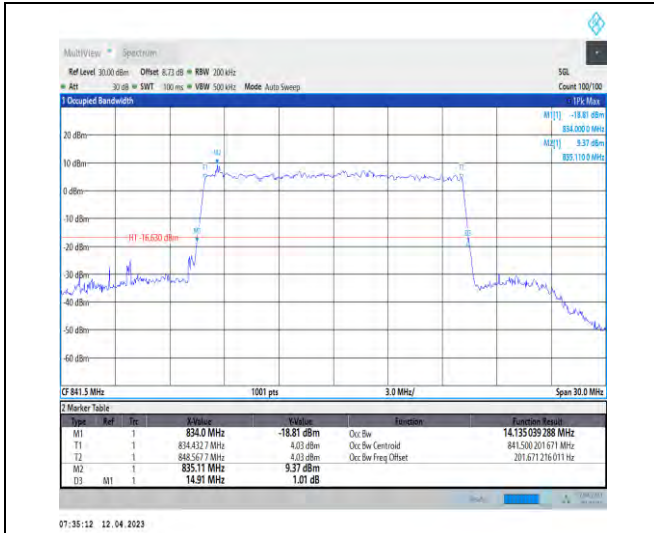 MultiView Spectrum
Ref Level 30.00 dBm Offset 8.73 dB RBW 200 kHz SGL
Att 30 dB SWT 100 ms VBW 500 kHz Mode Auto Sweep Count 100/100
1 Occupied Bandwidth 1Pk Max
M1[1] -18.81 dBm
834.000 0 MHz
M2[1] 9.37 dBm
835.110 0 MHz
20 dBm
M2
10 dBm
T1 T2
0 dBm
-10 dBm
H1 -16.630 dBm M1 D3
-20 dBm
-30 dBm
-40 dBm
-50 dBm
-60 dBm
CF 841.5 MHz 1001 pts 3.0 MHz/ Span 30.0 MHz
2 Marker Table
Type Ref Trc X-Value Y-Value Function Function Result
M1 1 834.0 MHz -18.81 dBm Occ Bw 14.135 039 288 MHz
T1 1 834.432 7 MHz 4.03 dBm Occ Bw Centroid 841.500 201 671 MHz
T2 1 848.567 7 MHz 4.03 dBm Occ Bw Freq Offset 201.671 216 011 Hz
M2 1 835.11 MHz 9.37 dBm
D3 M1 1 14.91 MHz 1.01 dB
07:35:12 12.04.2023